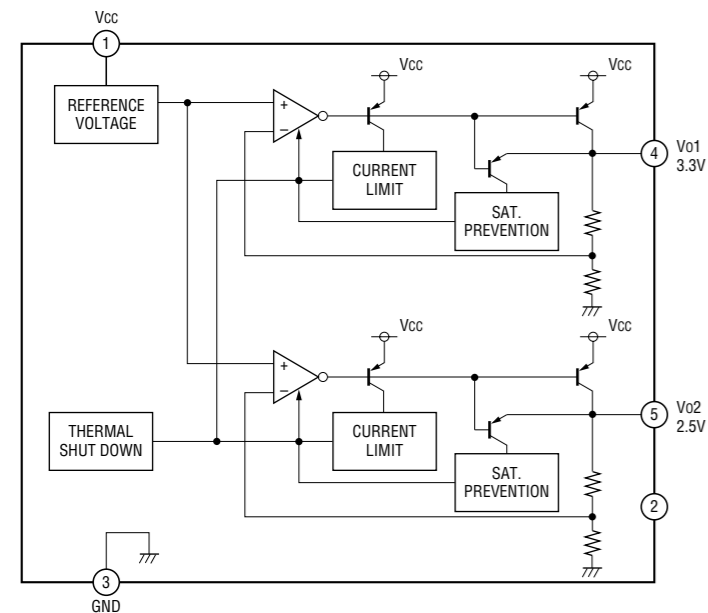 Vcc
1
REFERENCE
VOLTAGE
+
−
Vcc
CURRENT
LIMIT
Vcc
SAT.
PREVENTION
4
Vo1
3.3V
+
−
Vcc
CURRENT
LIMIT
Vcc
SAT.
PREVENTION
5
Vo2
2.5V
THERMAL
SHUT DOWN
2
3
GND